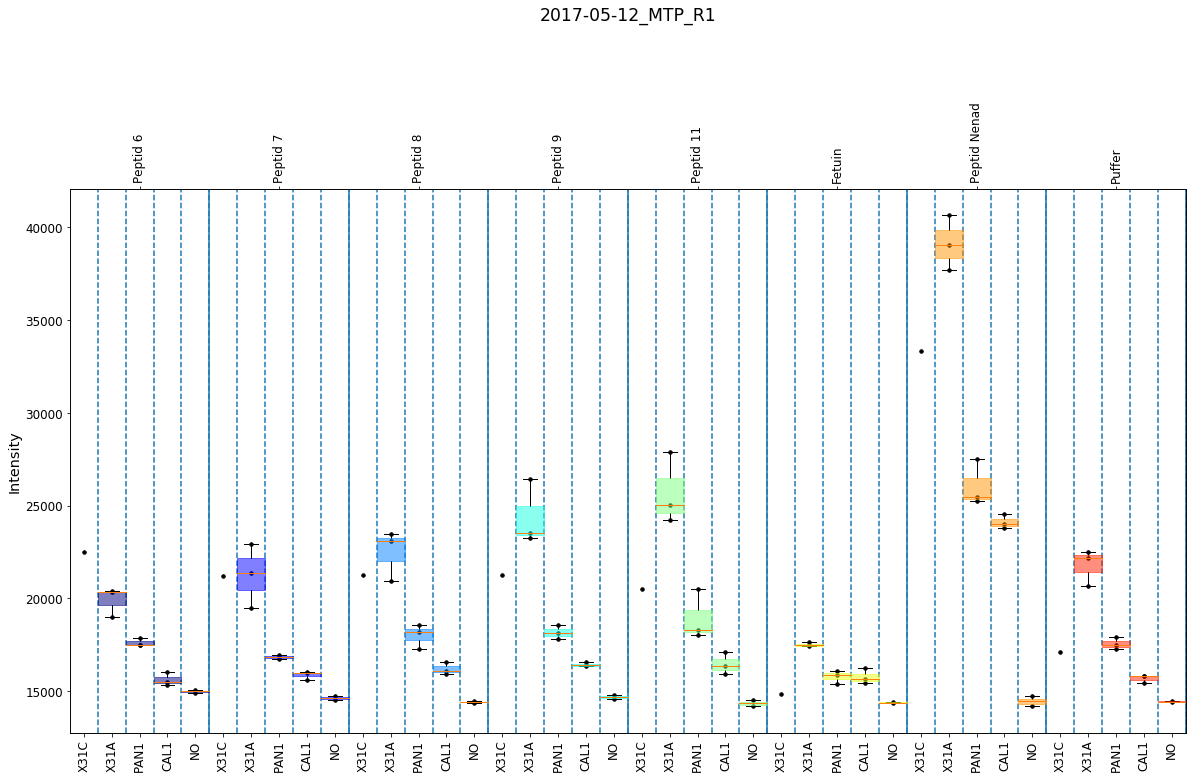 2017-05-12_MTP_R1
Peptid 6 Peptid 7 Peptid 8 Peptid 9 Peptid 11 Fetuin Peptid Nenad Puffer
Intensity
40000
35000
30000
25000
20000
15000
X31C X31A PAN1 CAL1 NO X31C X31A PAN1 CAL1 NO X31C X31A PAN1 CAL1 NO X31C X31A PAN1 CAL1 NO X31C X31A PAN1 CAL1 NO X31C X31A PAN1 CAL1 NO X31C X31A PAN1 CAL1 NO X31C X31A PAN1 CAL1 NO